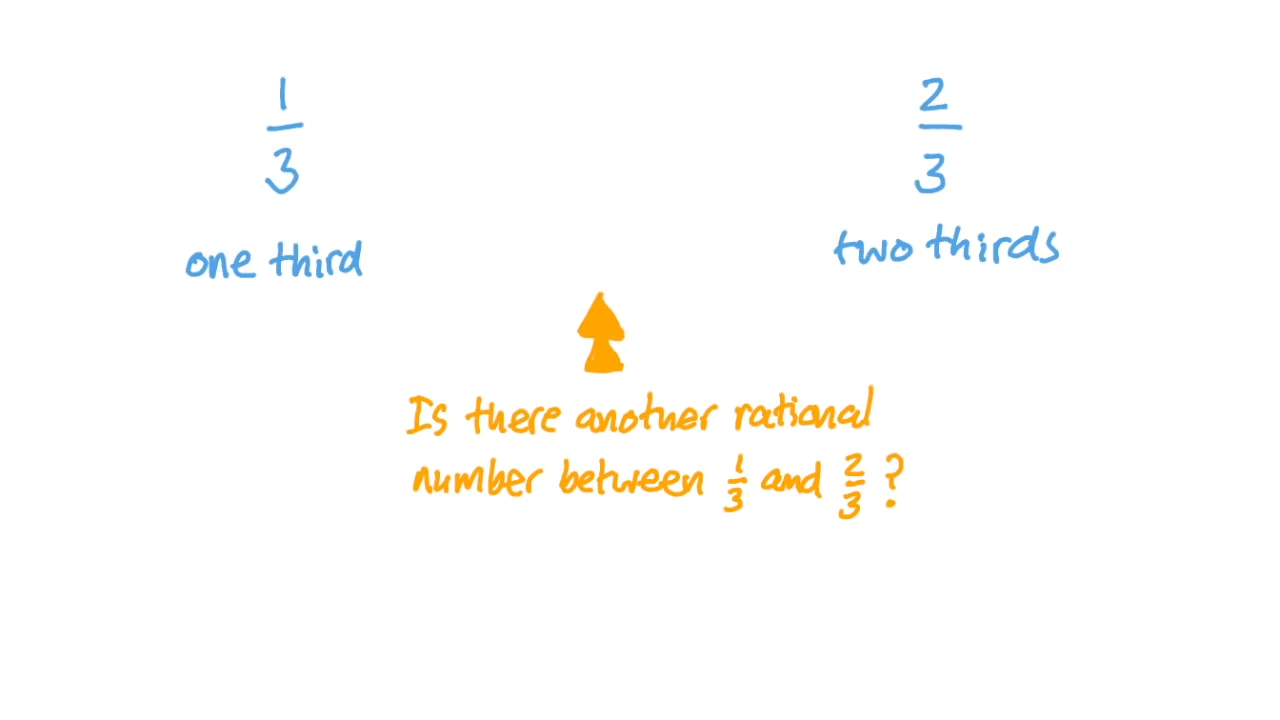 1/3
2/3
one third
two thirds
Is there another rational
number between 1/3 and 2/3 ?